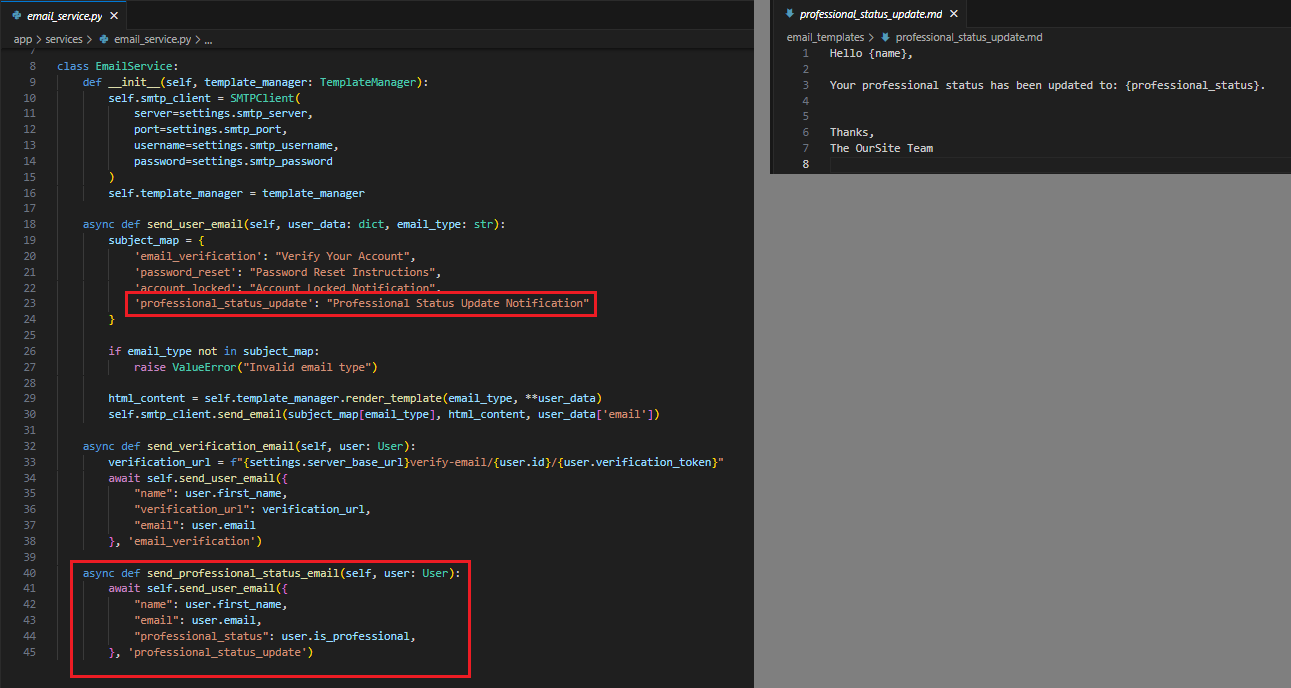 email_service.py ×
app > services > email_service.py > ...
7
8 class EmailService:
9 def __init__(self, template_manager: TemplateManager):
10 self.smtp_client = SMTPClient(
11 server=settings.smtp_server,
12 port=settings.smtp_port,
13 username=settings.smtp_username,
14 password=settings.smtp_password
15 )
16 self.template_manager = template_manager
17
18 async def send_user_email(self, user_data: dict, email_type: str):
19 subject_map = {
20 'email_verification': "Verify Your Account",
21 'password_reset': "Password Reset Instructions",
22 'account_locked': "Account Locked Notification",
23 'professional_status_update': "Professional Status Update Notification"
24 }
25
26 if email_type not in subject_map:
27 raise ValueError("Invalid email type")
28
29 html_content = self.template_manager.render_template(email_type, **user_data)
30 self.smtp_client.send_email(subject_map[email_type], html_content, user_data['email'])
31
32 async def send_verification_email(self, user: User):
33 verification_url = f"{settings.server_base_url}verify-email/{user.id}/{user.verification_token}"
34 await self.send_user_email({
35 "name": user.first_name,
36 "verification_url": verification_url,
37 "email": user.email
38 }, 'email_verification')
39
40 async def send_professional_status_email(self, user: User):
41 await self.send_user_email({
42 "name": user.first_name,
43 "email": user.email,
44 "professional_status": user.is_professional,
45 }, 'professional_status_update')
professional_status_update.md ×
email_templates > professional_status_update.md
1 Hello {name},
2
3 Your professional status has been updated to: {professional_status}.
4
5
6 Thanks,
7 The OurSite Team
8